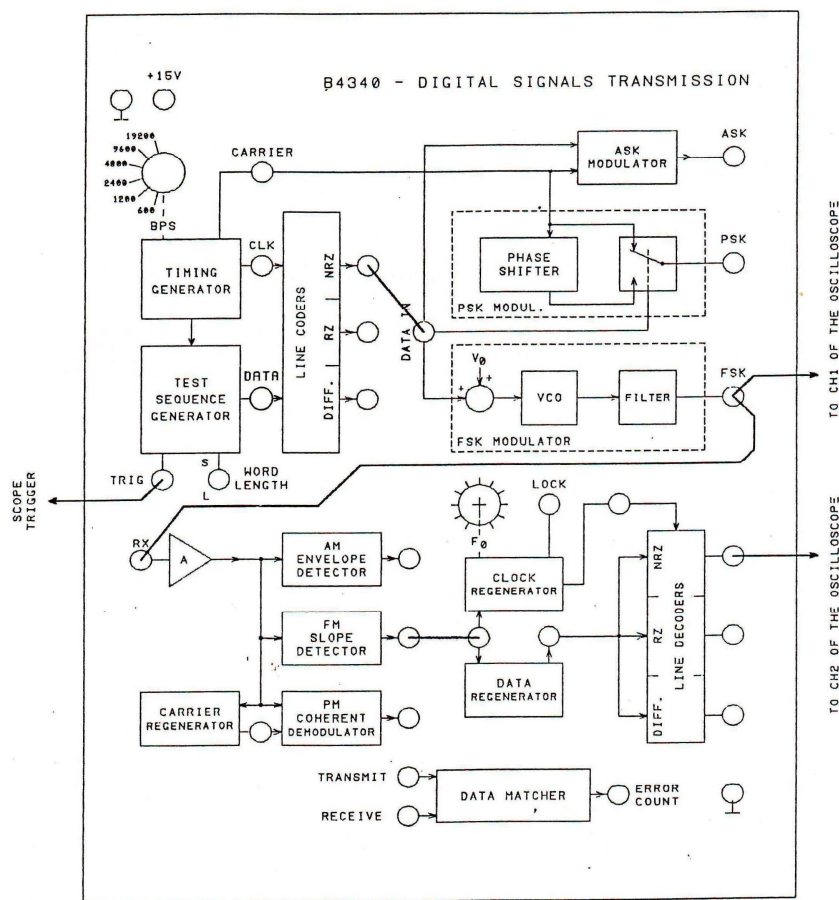 +15V
B4340 - DIGITAL SIGNALS TRANSMISSION
19200
9600
4800
2400
1200
600
BPS
CARRIER
ASK
MODULATOR
ASK
TIMING
GENERATOR
CLK
LINE CODERS
NRZ
RZ
DIFF.
DATA IN
PHASE
SHIFTER
PSK MODUL.
PSK
TEST
SEQUENCE
GENERATOR
DATA
V0
+
+
VCO
FILTER
FSK MODULATOR
FSK
TO CH1 OF THE OSCILLOSCOPE
TRIG
S
L
WORD
LENGTH
SCOPE
TRIGGER
RX
A
AM
ENVELOPE
DETECTOR
F0
LOCK
CLOCK
REGENERATOR
NRZ
RZ
DIFF.
LINE DECODERS
TO CH2 OF THE OSCILLOSCOPE
FM
SLOPE
DETECTOR
DATA
REGENERATOR
CARRIER
REGENERATOR
PM
COHERENT
DEMODULATOR
TRANSMIT
RECEIVE
DATA MATCHER
ERROR
COUNT